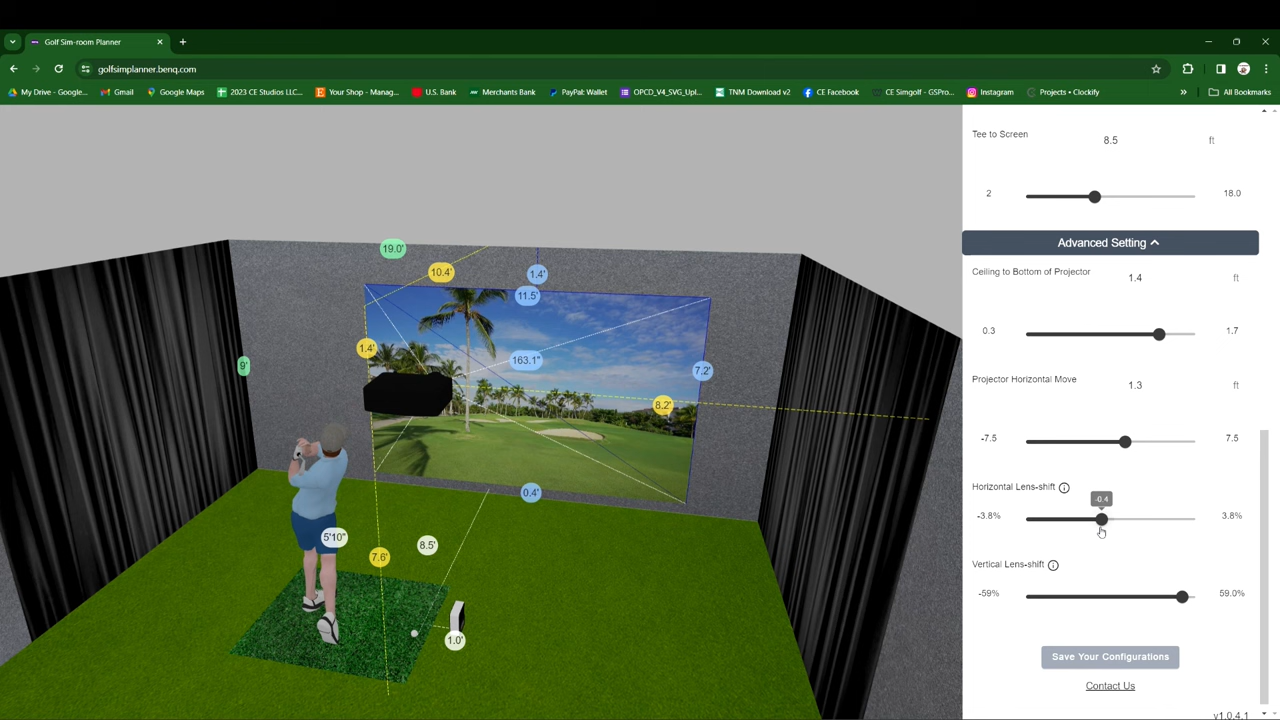 Golf Sim-room Planner
golfsimplanner.benq.com
My Drive - Google... Gmail Google Maps 2023 CE Studios LLC... Your Shop - Manag... U.S. Bank Merchants Bank PayPal: Wallet OPCD_V4_SVG_Upl... TNM Download v2 CE Facebook CE Simgolf - GSPro... Instagram Projects • Clockify » All Bookmarks
Tee to Screen 8.5 ft
2 18.0
Advanced Setting
Ceiling to Bottom of Projector 1.4 ft
0.3 1.7
Projector Horizontal Move 1.3 ft
-7.5 7.5
Horizontal Lens-shift
-0.4
-3.8% 3.8%
Vertical Lens-shift
-59% 59.0%
Save Your Configurations
Contact Us
v1.0.4.1
19.0'
10.4' 1.4'
11.5'
1.4'
163.1"
9' 7.2'
8.2'
0.4'
5'10" 8.5'
7.6'
1.0'